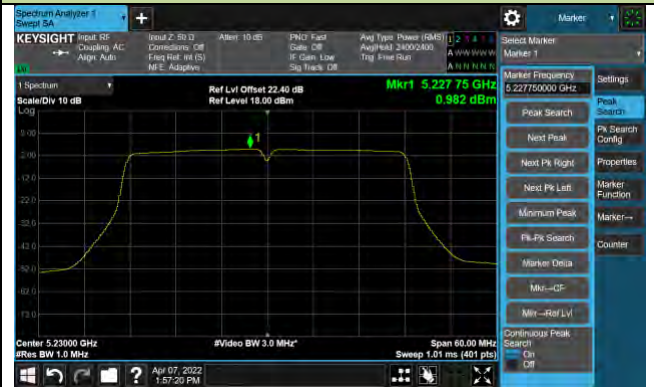 Spectrum Analyzer 1
Swept SA
Marker
KEYSIGHT Input: RF
Coupling: AC
Align: Auto
Input Z: 50 Ω
Corrections: Off
Freq Ref: Int (S)
NFE: Adaptive
Atten: 10 dB
PNO: Fast
Gate: Off
IF Gain: Low
Sig Track: Off
Avg Type: Power (RMS)
Avg|Hold: 2400/2400
Trig: Free Run
A W W W W W
A N N N N N
Select Marker
Marker 1
1 Spectrum
Scale/Div 10 dB
Log
Ref Lvl Offset 22.40 dB
Ref Level 18.00 dBm
Mkr1 5.227 75 GHz
0.982 dBm
8.00
-2.00
-12.0
-22.0
-32.0
-42.0
-52.0
-62.0
-72.0
1
Center 5.23000 GHz
#Res BW 1.0 MHz
#Video BW 3.0 MHz*
Span 60.00 MHz
Sweep 1.01 ms (401 pts)
Marker Frequency
5.227750000 GHz
Peak Search
Next Peak
Next Pk Right
Next Pk Left
Minimum Peak
Pk-Pk Search
Marker Delta
Mkr→CF
Mkr→Ref Lvl
Continuous Peak
Search
On
Off
Settings
Peak
Search
Pk Search
Config
Properties
Marker
Function
Marker→
Counter
Apr 07, 2022
1:57:20 PM